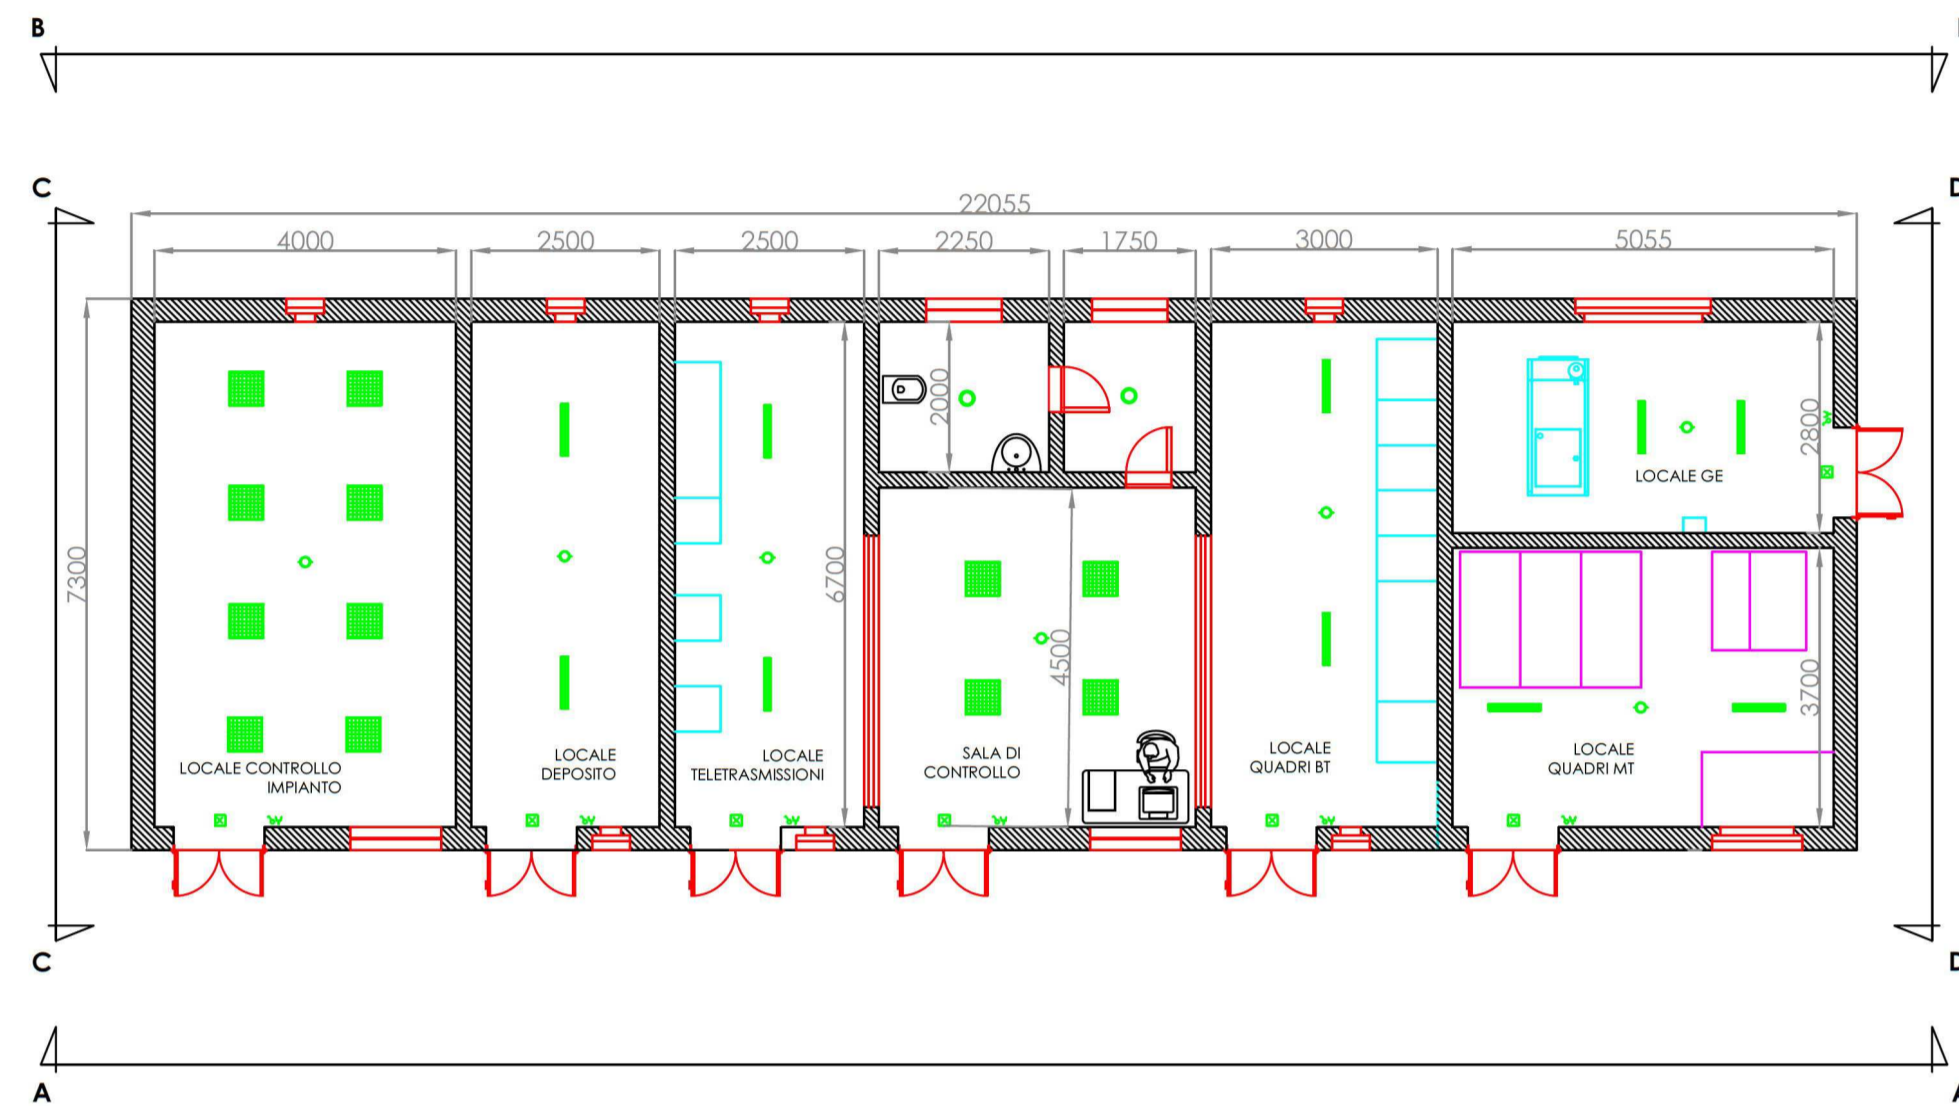 B
C
22055
4000
2500
2500
2250
1750
3000
5055
7300
6700
2000
4500
2800
3700
LOCALE GE
LOCALE CONTROLLO
IMPIANTO
LOCALE
DEPOSITO
LOCALE
TELETRASMISSIONI
SALA DI
CONTROLLO
LOCALE
QUADRI BT
LOCALE
QUADRI MT
C
A